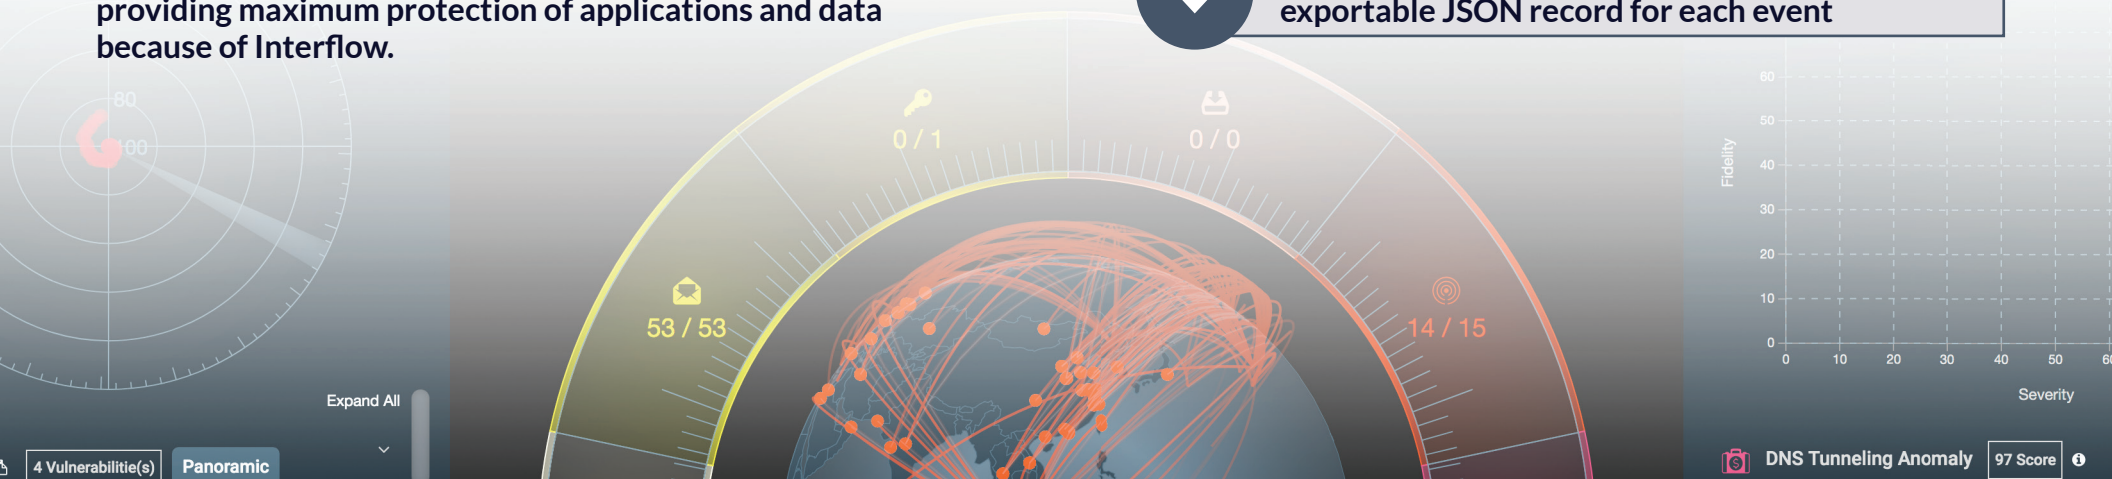 providing maximum protection of applications and data
because of Interflow.
exportable JSON record for each event
80
100
0 / 1
0 / 0
53 / 53
14 / 15
Expand All
4 Vulnerabilitie(s)
Panoramic
60
50
40
30
20
10
0
Fidelity
0 10 20 30 40 50
Severity
DNS Tunneling Anomaly
97 Score